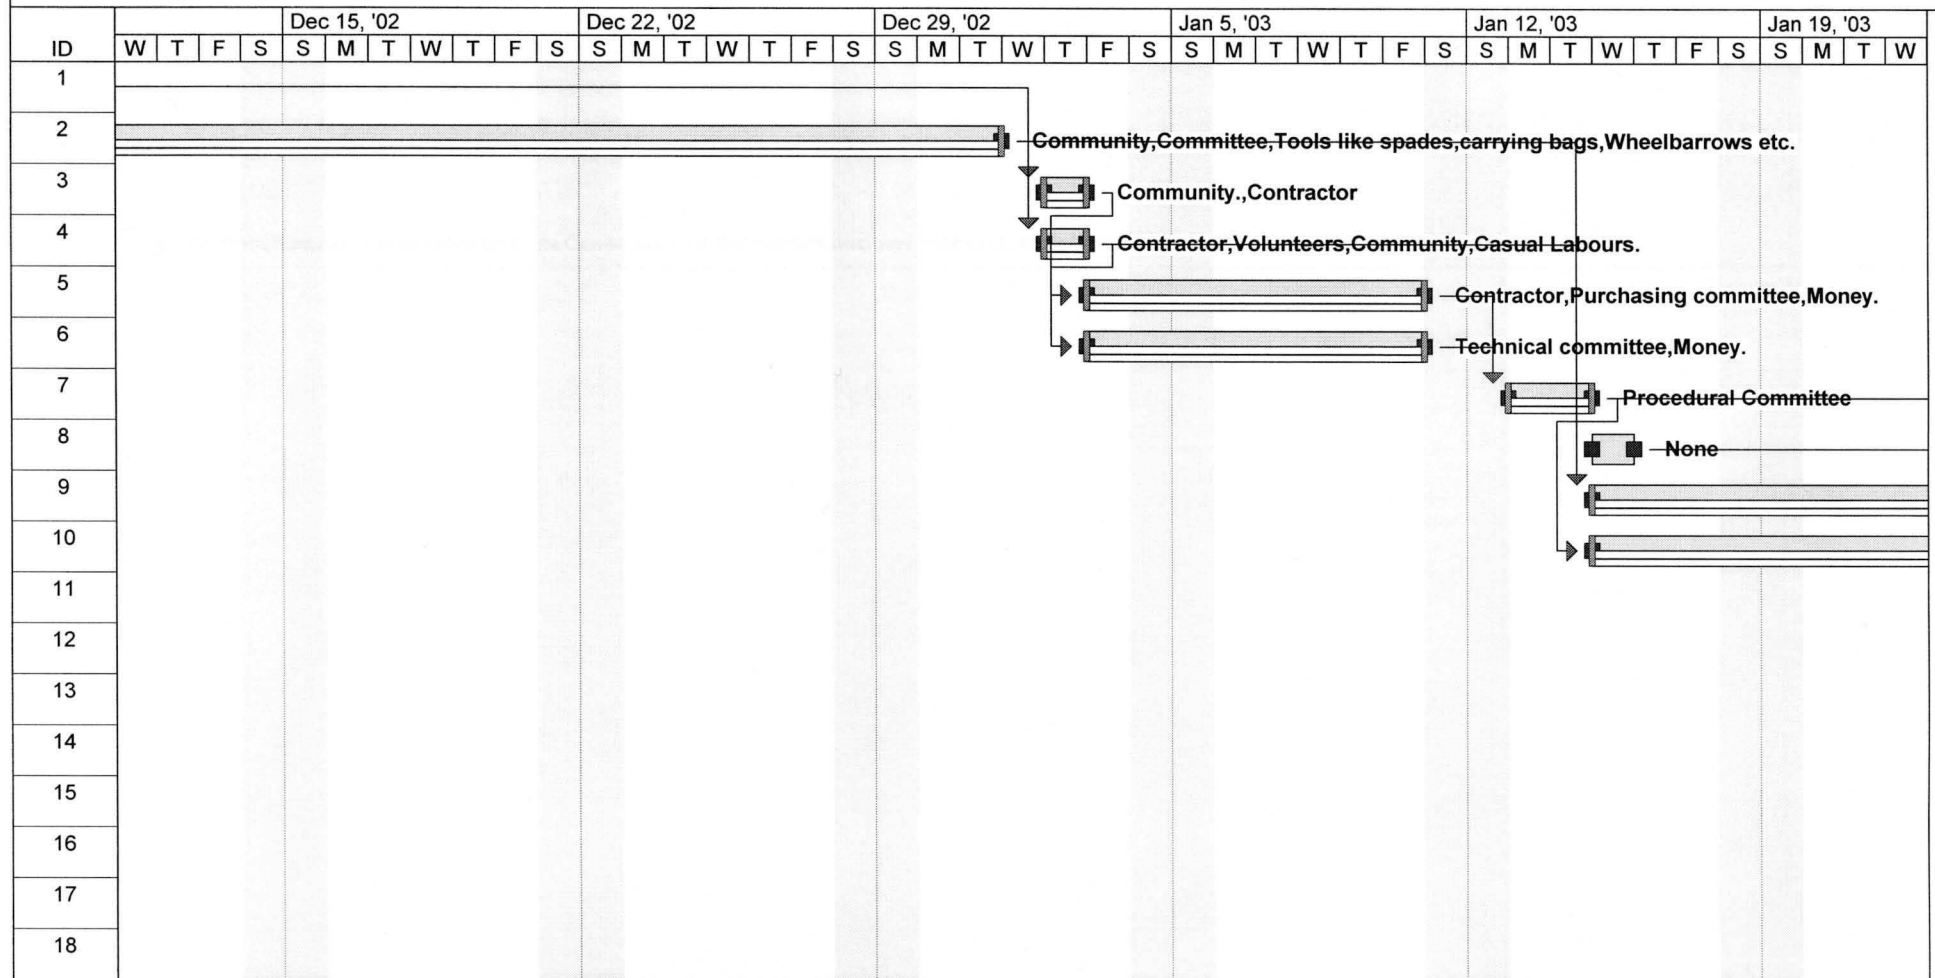 Dec 15, '02 Dec 22, '02 Dec 29, '02 Jan 5, '03 Jan 12, '03 Jan 19, '03
ID W T F S S M T W T F S S M T W T F S S M T W T F S S M T W T F S S M T W T F S S M T W
1
2 Community,Committee,Tools like spades,carrying bags,Wheelbarrows etc.
3 Community.,Contractor
4 Contractor,Volunteers,Community,Casual Labours.
5 Contractor,Purchasing committee,Money.
6 Technical committee,Money.
7 Procedural Committee
8 None
9
10
11
12
13
14
15
16
17
18